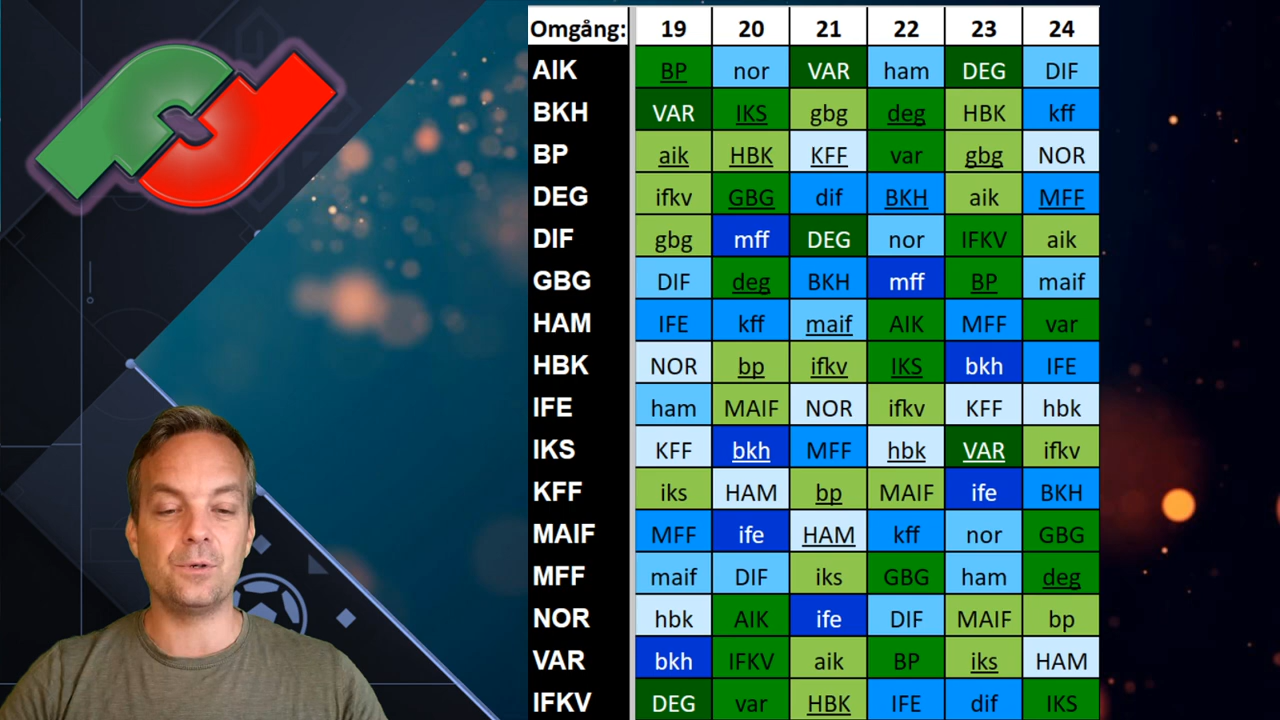 Omgång: 19 20 21 22 23 24
AIK BP nor VAR ham DEG DIF
BKH VAR IKS gbg deg HBK kff
BP aik HBK KFF var gbg NOR
DEG ifkv GBG dif BKH aik MFF
DIF gbg mff DEG nor IFKV aik
GBG DIF deg BKH mff BP maif
HAM IFE kff maif AIK MFF var
HBK NOR bp ifkv IKS bkh IFE
IFE ham MAIF NOR ifkv KFF hbk
IKS KFF bkh MFF hbk VAR ifkv
KFF iks HAM bp MAIF ife BKH
MAIF MFF ife HAM kff nor GBG
MFF maif DIF iks GBG ham deg
NOR hbk AIK ife DIF MAIF bp
VAR bkh IFKV aik BP iks HAM
IFKV DEG var HBK IFE dif IKS